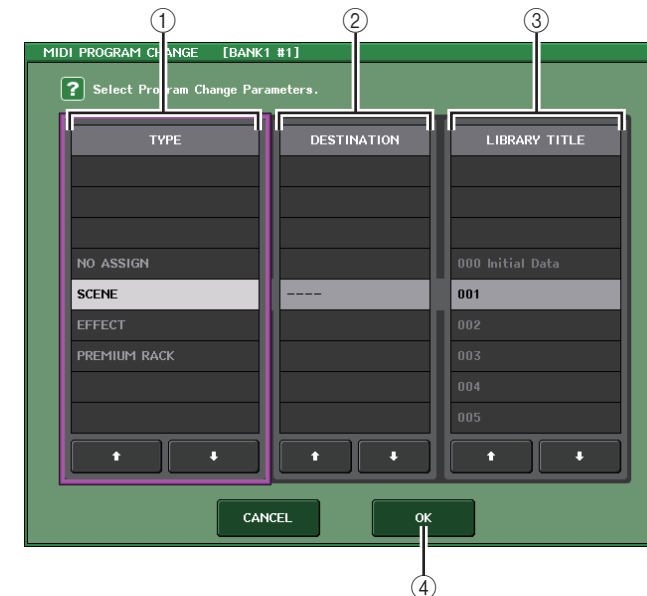 ① ② ③
MIDI PROGRAM CHANGE [BANK1 #1]
? Select Program Change Parameters.
TYPE DESTINATION LIBRARY TITLE
NO ASSIGN 000 Initial Data
SCENE ---- 001
EFFECT 002
PREMIUM RACK 003
004
005
CANCEL OK
④